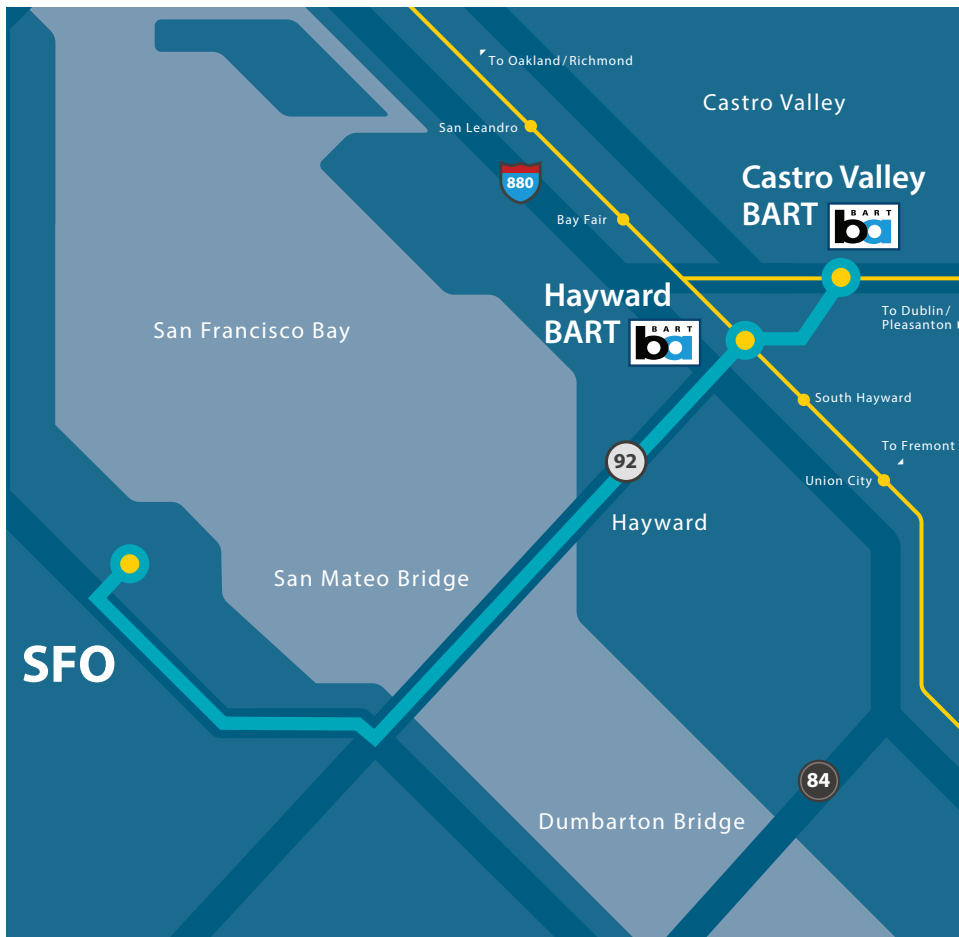 To Oakland/Richmond
Castro Valley
San Leandro
880
Castro Valley
BART
BART
ba
Bay Fair
Hayward
BART
BART
ba
To Dublin/
Pleasanton
San Francisco Bay
South Hayward
To Fremont
92
Union City
Hayward
San Mateo Bridge
SFO
84
Dumbarton Bridge